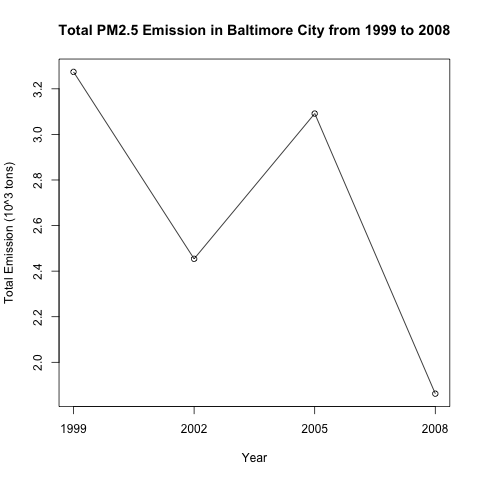 Total PM2.5 Emission in Baltimore City from 1999 to 2008
Total Emission (10^3 tons)
3.2
3.0
2.8
2.6
2.4
2.2
2.0
1999 2002 2005 2008
Year